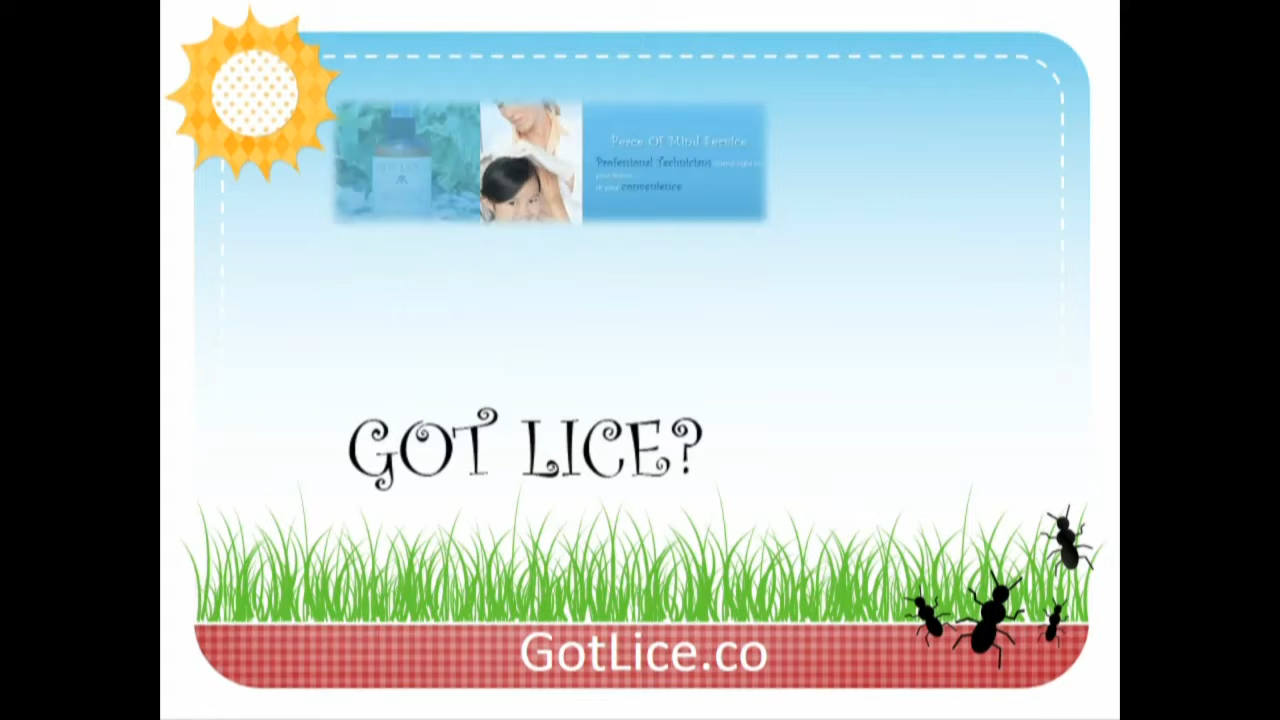 Peace Of Mind Service
Professional Technicians
convenience
GOT LICE?
GotLice.co